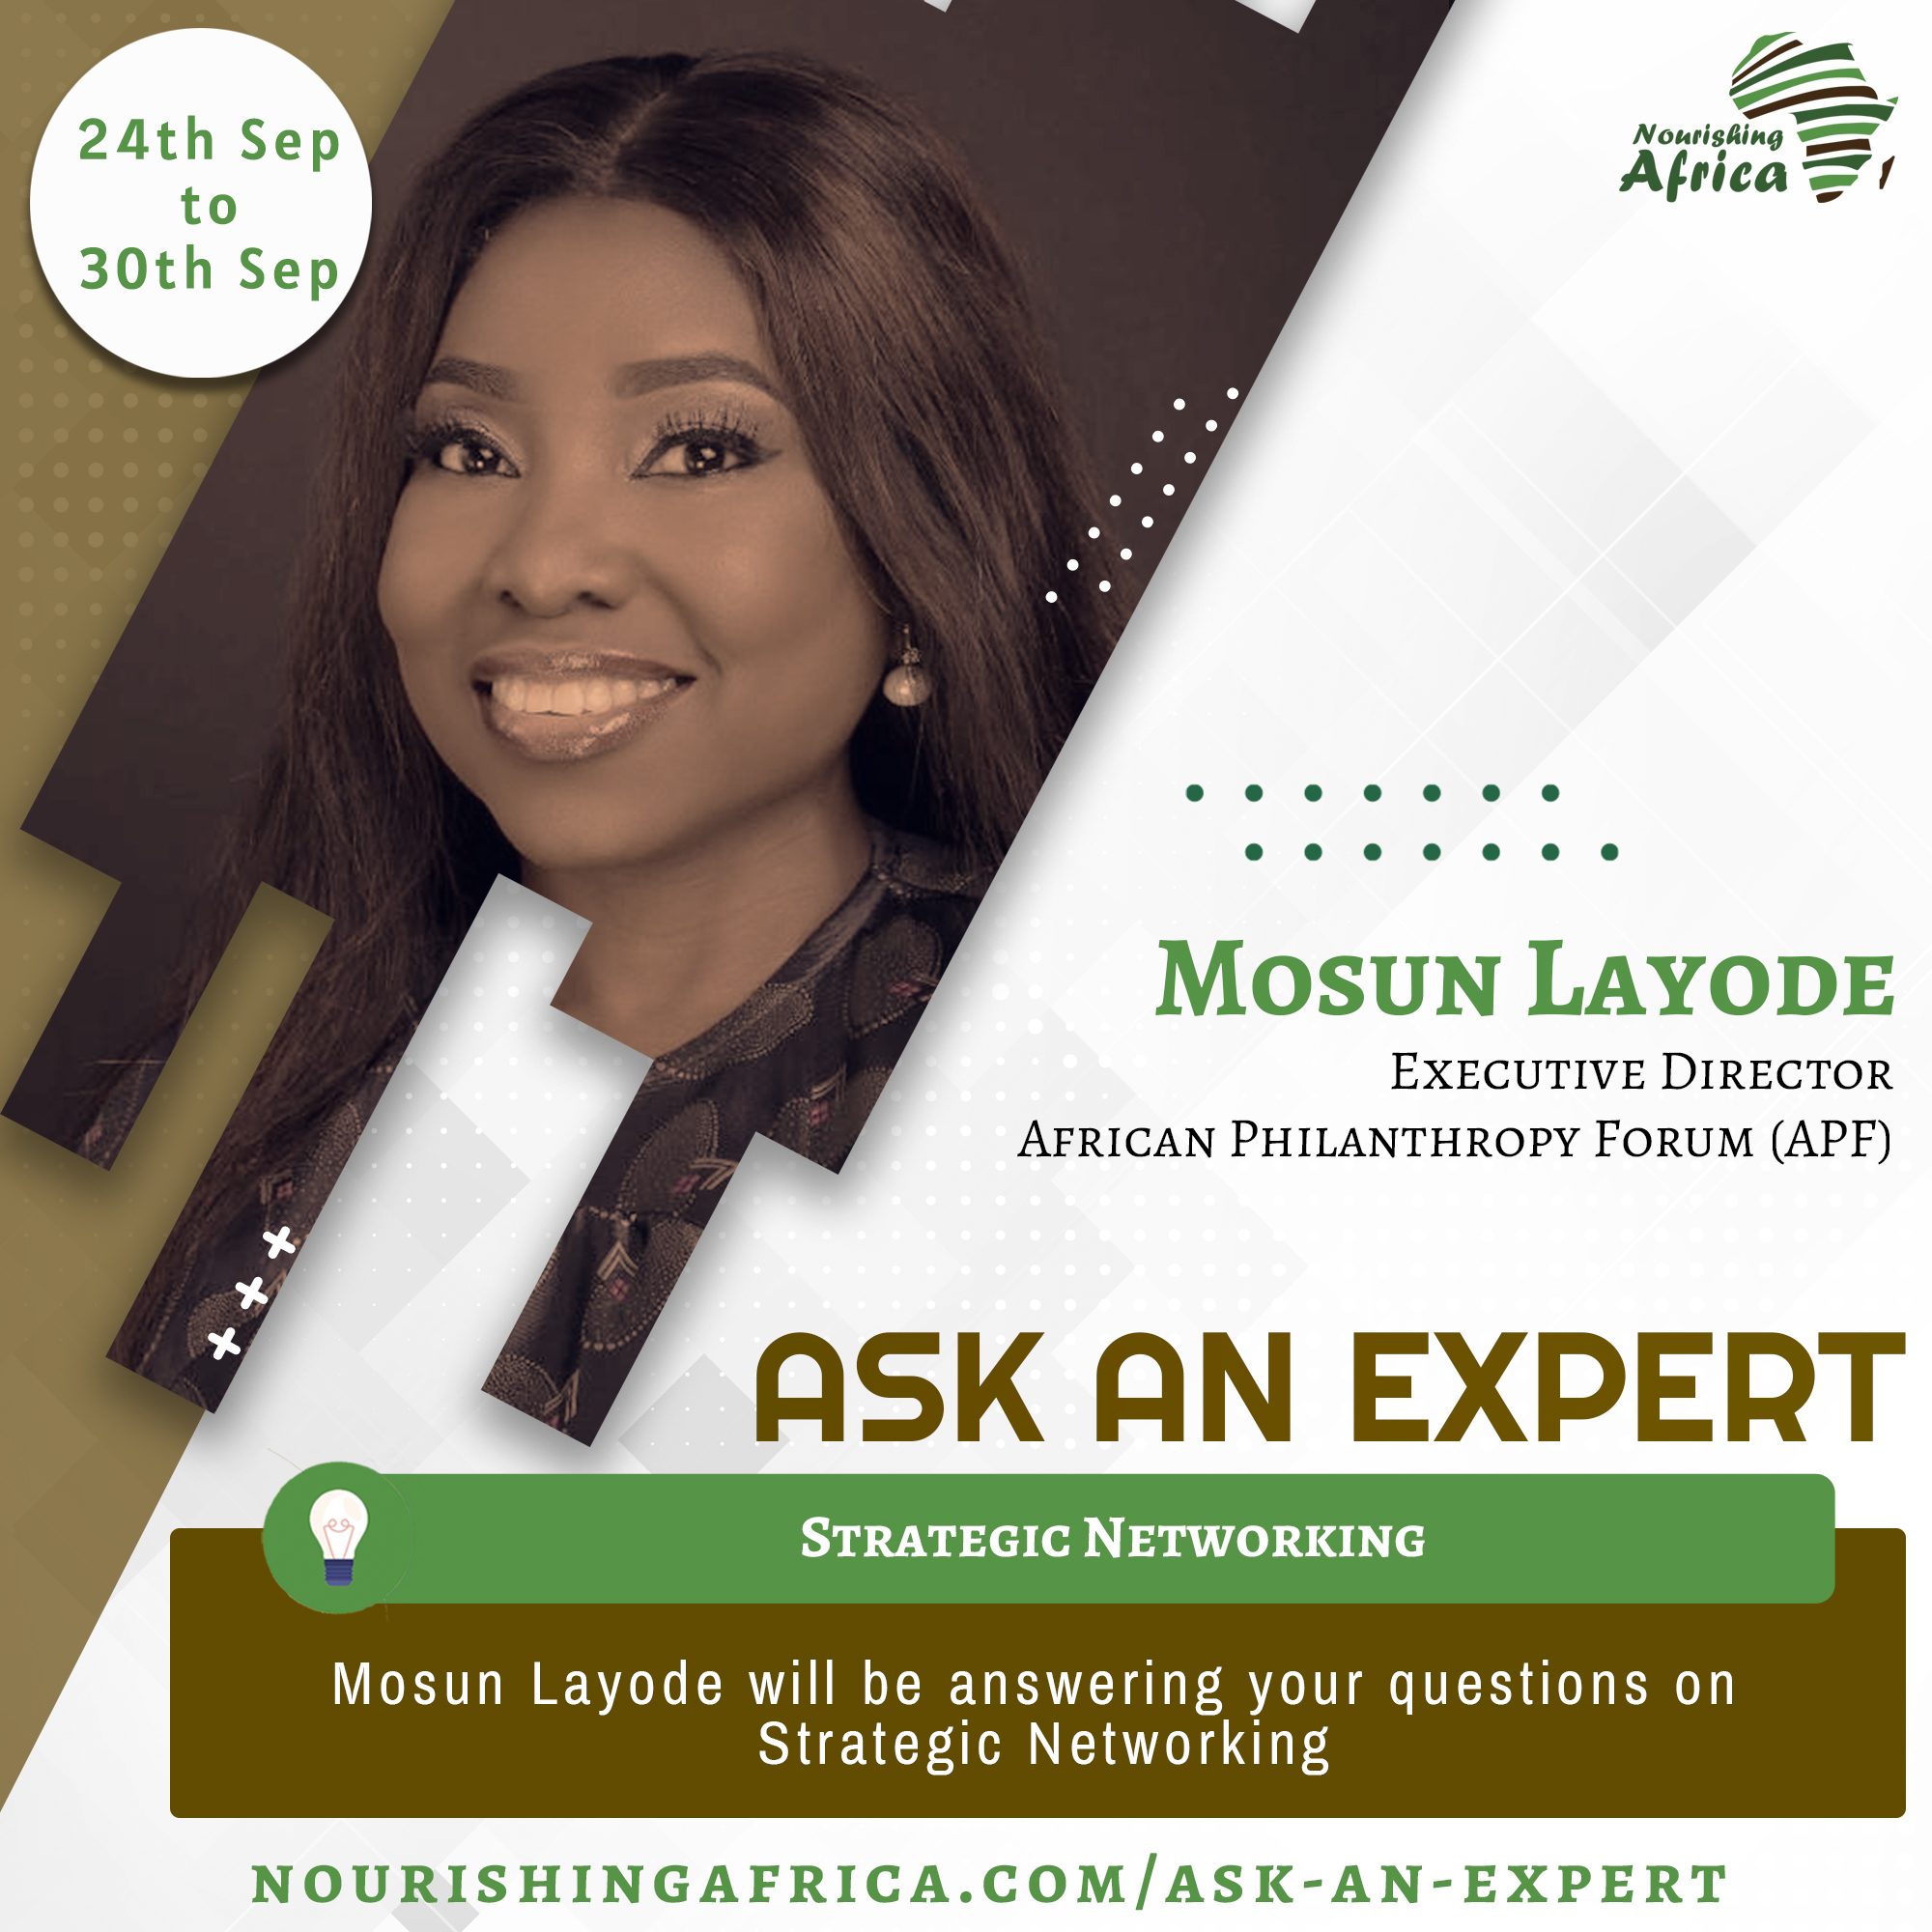 24th Sep
to
30th Sep
Nourishing
Africa
Mosun Layode
Executive Director
African Philanthropy Forum (APF)
ASK AN EXPERT
Strategic Networking
Mosun Layode will be answering your questions on
Strategic Networking
nourishingafrica.com/ask-an-expert